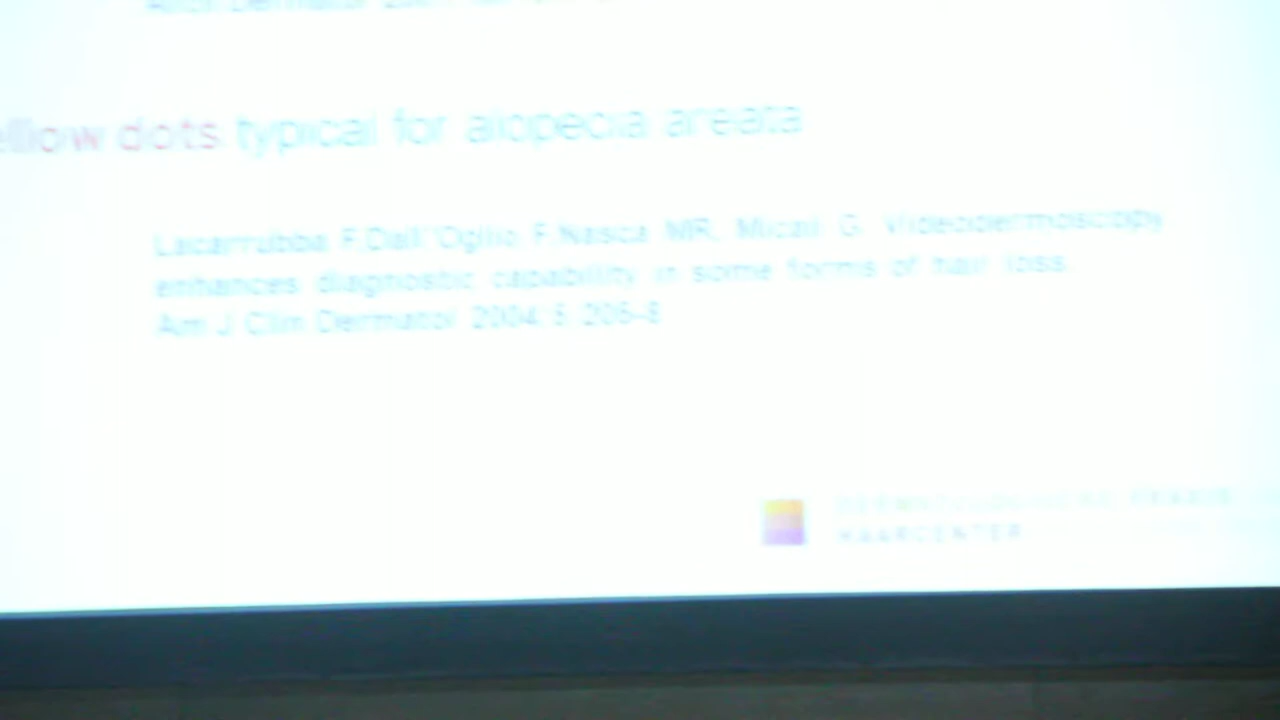 ellow dots typical for alopecia areata
Lacarrubba F,Dall'Oglio F,Nasca MR, Micali G. Videodermoscopy
enhances diagnostic capability in some forms of hair loss.
Am J Clin Dermatol 2004;5:205-8
PRAXIS
HAARCENTER